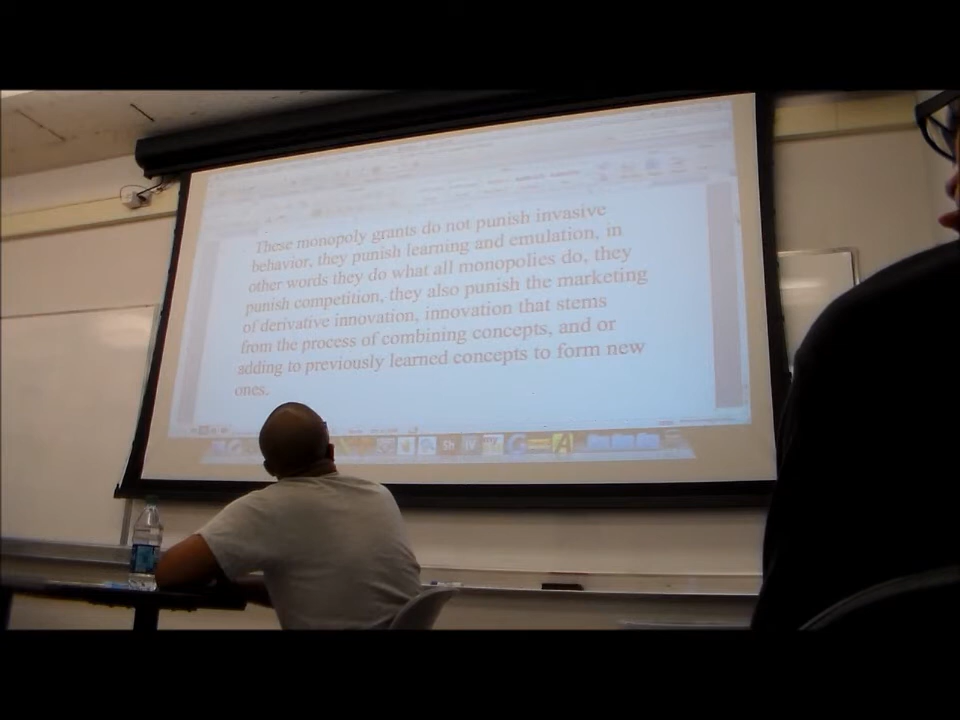 These monopoly grants do not punish invasive
behavior, they punish learning and emulation, in
other words they do what all monopolies do, they
punish competition, they also punish the marketing
of derivative innovation, innovation that stems
from the process of combining concepts, and or
adding to previously learned concepts to form new
ones.